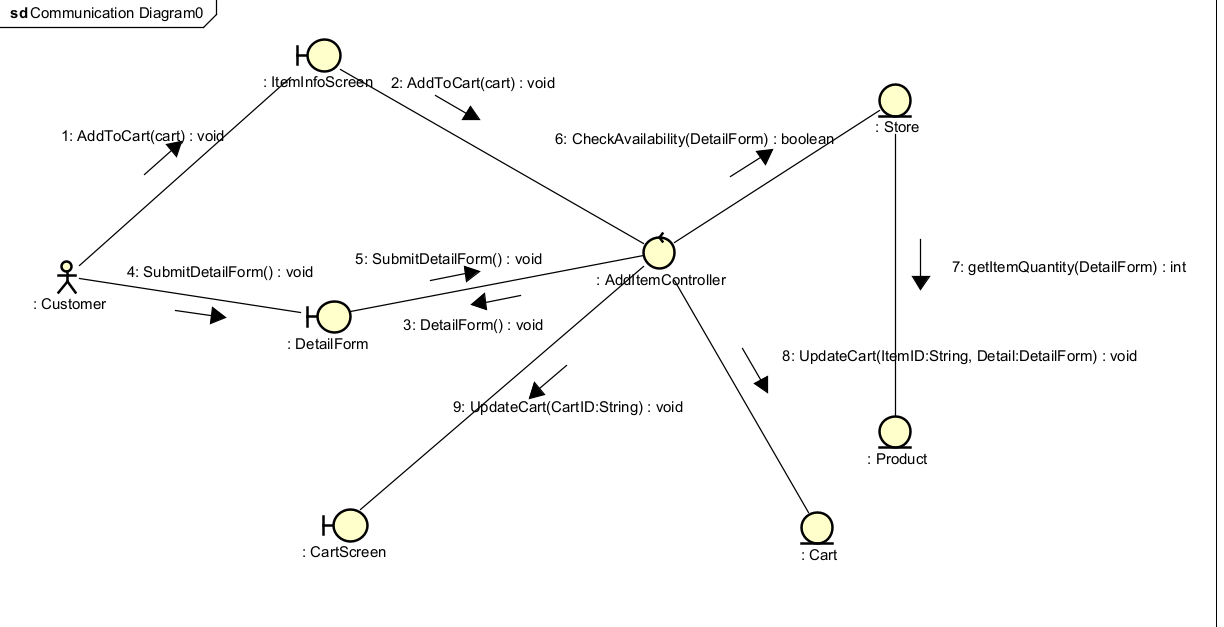 sd Communication Diagram0
: ItemInfoScreen
2: AddToCart(cart) : void
: Store
1: AddToCart(cart) : void
6: CheckAvailability(DetailForm) : boolean
5: SubmitDetailForm() : void
4: SubmitDetailForm() : void
7: getItemQuantity(DetailForm) : int
: AddItemController
: Customer
3: DetailForm() : void
: DetailForm
8: UpdateCart(ItemID:String, Detail:DetailForm) : void
9: UpdateCart(CartID:String) : void
: Product
: CartScreen
: Cart